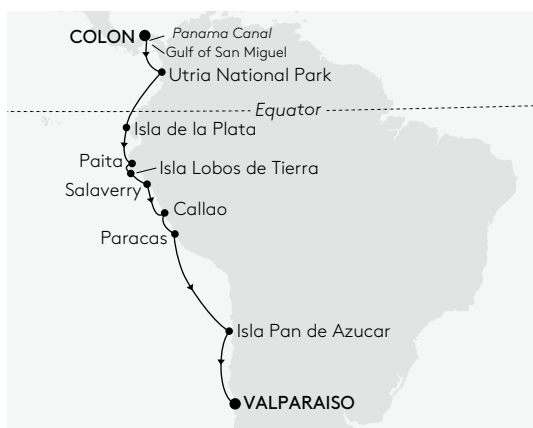 COLON
Panama Canal
Gulf of San Miguel
Utria National Park
Equator
Isla de la Plata
Paita
Isla Lobos de Tierra
Salaverry
Callao
Paracas
Isla Pan de Azucar
VALPARAISO